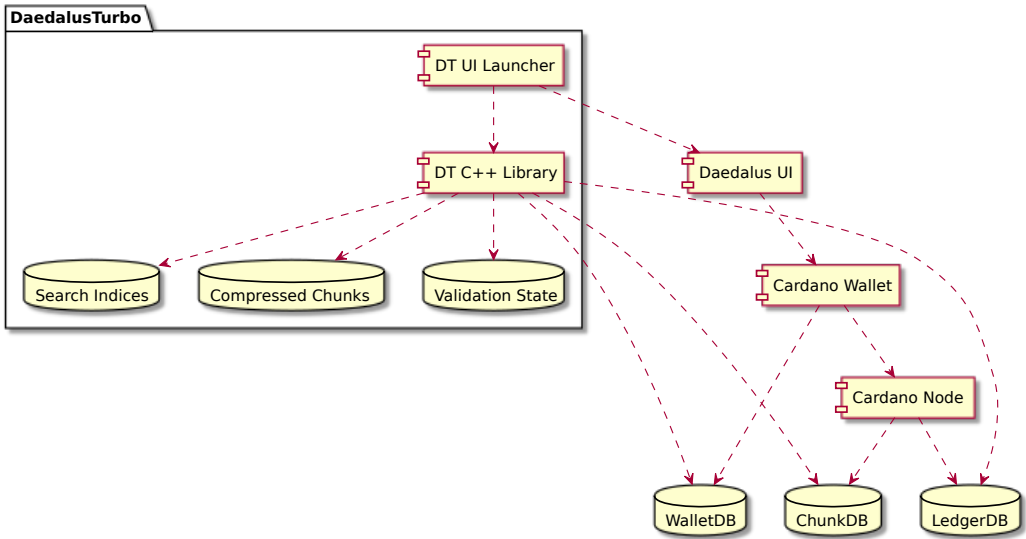 DaedalusTurbo
DT UI Launcher
DT C++ Library
Daedalus UI
Search Indices
Compressed Chunks
Validation State
Cardano Wallet
Cardano Node
WalletDB
ChunkDB
LedgerDB